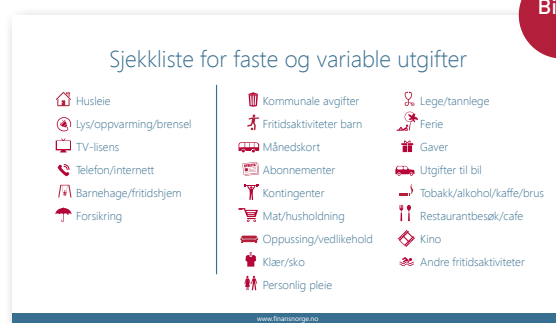 Bi
Sjekkliste for faste og variable utgifter
Husleie
Lys/oppvarming/brensel
TV-lisens
Telefon/internett
Barnehage/fritidshjem
Forsikring
Kommunale avgifter
Fritidsaktiviteter barn
Månedskort
Abonnementer
Kontingenter
Mat/husholdning
Oppussing/vedlikehold
Klær/sko
Personlig pleie
Lege/tannlege
Ferie
Gaver
Utgifter til bil
Tobakk/alkohol/kaffe/brus
Restaurantbesøk/cafe
Kino
Andre fritidsaktiviteter
www.finansnorge.no